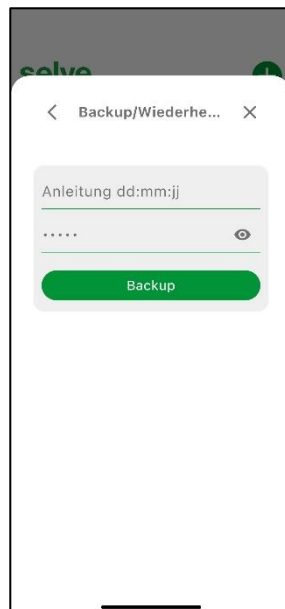 selve
Backup/Wiederhe...
Anleitung dd:mm:jj
.....
Backup